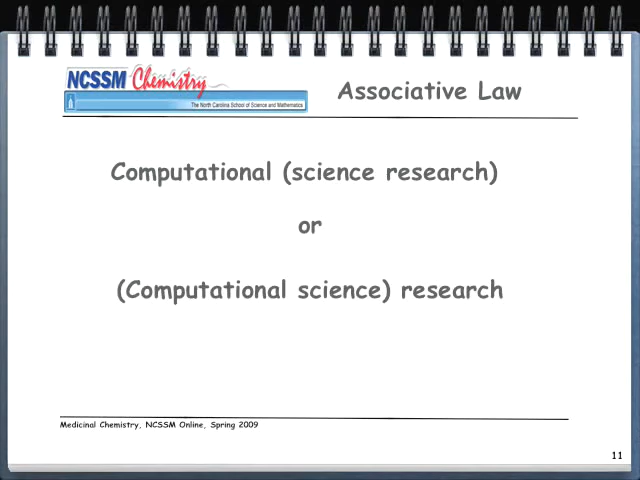 NCSSM Chemistry
The North Carolina School of Science and Mathematics
Associative Law
Computational (science research)
or
(Computational science) research
Medicinal Chemistry, NCSSM Online, Spring 2009
11